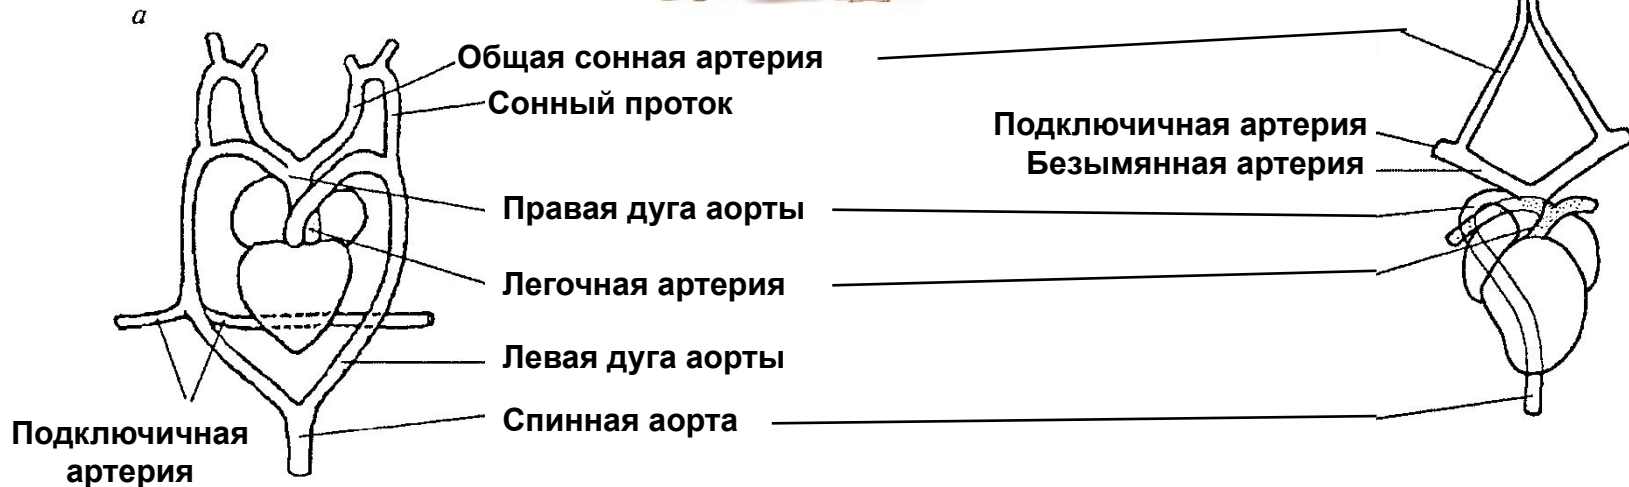 а
Общая сонная артерия
Сонный проток
Подключичная артерия
Безымянная артерия
Правая дуга аорты
Легочная артерия
Левая дуга аорты
Спинная аорта
Подключичная
артерия